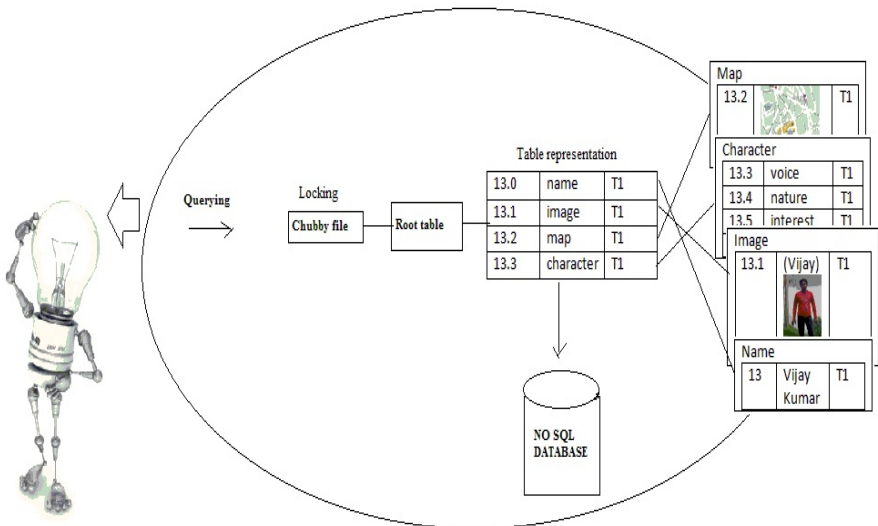 Querying
Locking
Chubby file
Root table
Table representation
13.0 name T1
13.1 image T1
13.2 map T1
13.3 character T1
NO SQL
DATABASE
Map
13.2 T1
Character
13.3 voice T1
13.4 nature T1
13.5 interest T1
Image
13.1 (Vijay) T1
Name
13 Vijay T1
Kumar